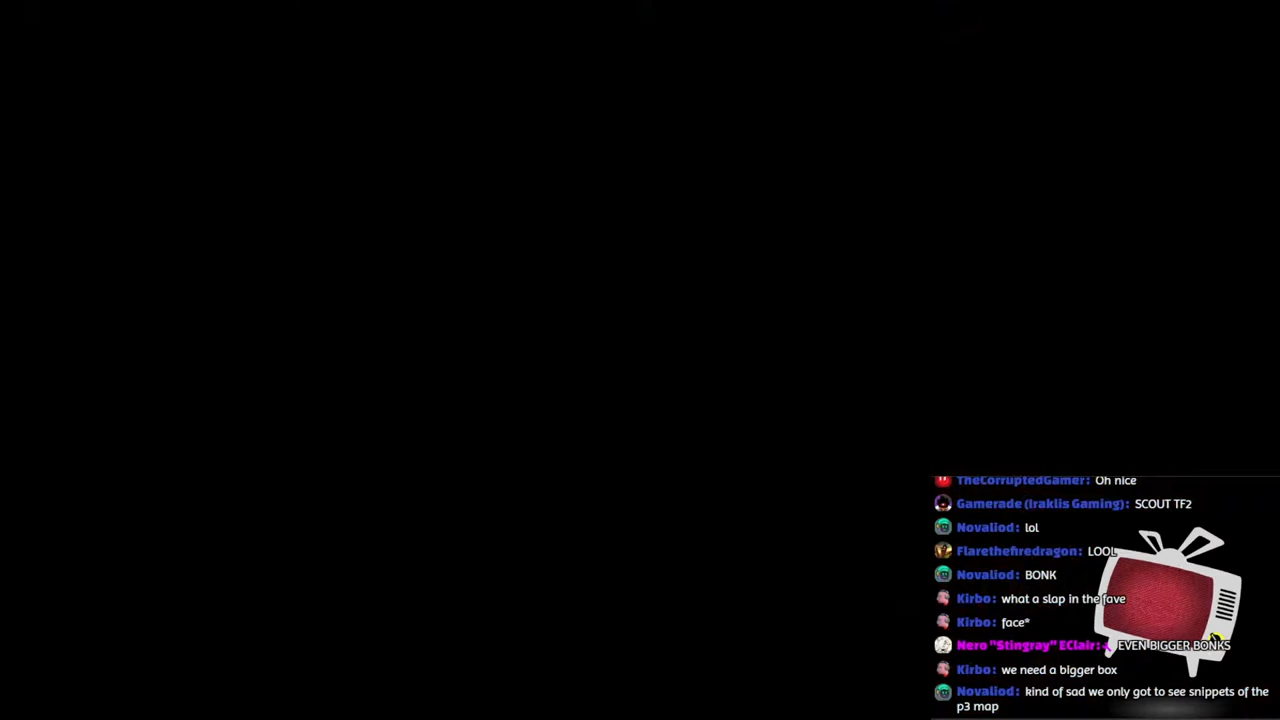 TheCorruptedGamer: Oh nice
Gamerade (Iraklis Gaming): SCOUT TF2
Novaliod: lol
Flarethefiredragon: LOOL
Novaliod: BONK
Kirbo: what a slap in the fave
Kirbo: face*
Nero "Stingray" EClair: EVEN BIGGER BONKS
Kirbo: we need a bigger box
Novaliod: kind of sad we only got to see snippets of the
p3 map